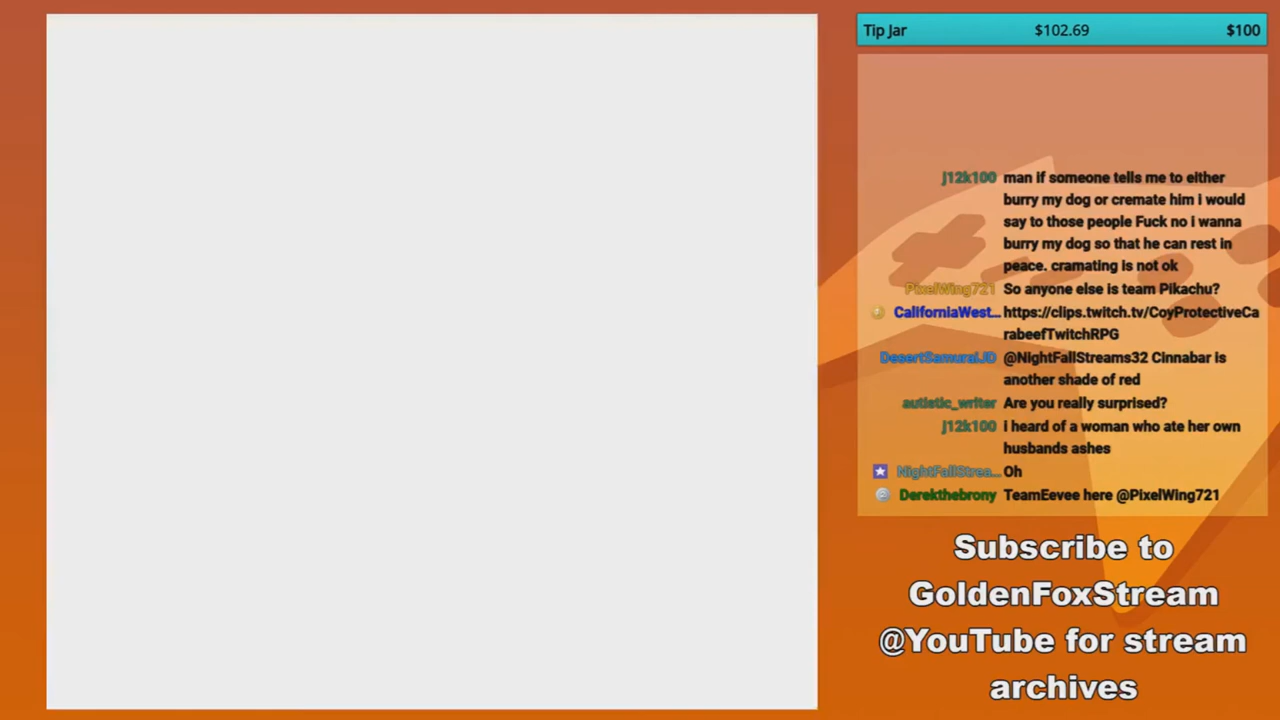 Tip Jar $102.69 $100
j12k100 man if someone tells me to either
burry my dog or cremate him i would
say to those people Fuck no i wanna
burry my dog so that he can rest in
peace. cramating is not ok
PixelWing721 So anyone else is team Pikachu?
CaliforniaWest... https://clips.twitch.tv/CoyProtectiveCa
rabeefTwitchRPG
DesertSamuraiJD @NightFallStreams32 Cinnabar is
another shade of red
autistic_writer Are you really surprised?
j12k100 i heard of a woman who ate her own
husbands ashes
NightFallStrea... Oh
Derekthebrony TeamEevee here @PixelWing721
Subscribe to
GoldenFoxStream
@YouTube for stream
archives